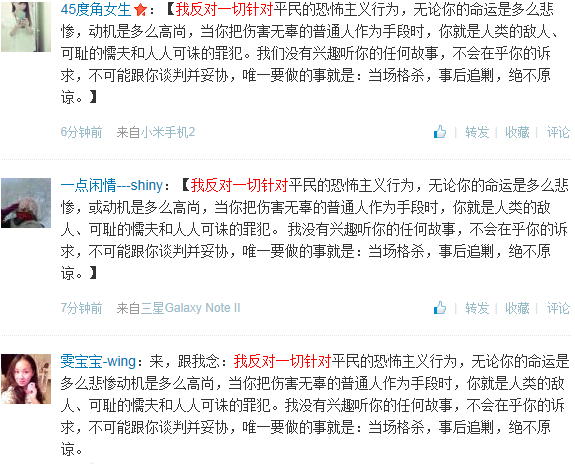 45度角女生：【我反对一切针对平民的恐怖主义行为，无论你的命运是多么悲
惨，动机是多么高尚，当你把伤害无辜的普通人作为手段时，你就是人类的敌人、
可耻的懦夫和人人可诛的罪犯。我们没有兴趣听你的任何故事，不会在乎你的诉
求，不可能跟你谈判并妥协，唯一要做的事就是：当场格杀，事后追剿，绝不原
谅。】
6分钟前 来自小米手机2 转发 收藏 评论
一点闲情---shiny：【我反对一切针对平民的恐怖主义行为，无论你的命运是多么悲
惨，或动机是多么高尚，当你把伤害无辜的普通人作为手段时，你就是人类的敌
人、可耻的懦夫和人人可诛的罪犯。 我没有兴趣听你的任何故事，不会在乎你的诉
求，不可能跟你谈判并妥协，唯一要做的事就是：当场格杀，事后追剿，绝不原
谅。】
7分钟前 来自三星Galaxy Note II 转发 收藏 评论
雯宝宝-wing：来，跟我念：我反对一切针对平民的恐怖主义行为，无论你的命运是
多么悲惨动机是多么高尚，当你把伤害无辜的普通人作为手段时，你就是人类的敌
人、可耻的懦夫和人人可诛的罪犯。我没有兴趣听你的任何故事，不会在乎你的诉
求，不可能跟你谈判并妥协，唯一要做的事就是：当场格杀，事后追剿，绝不原
谅。